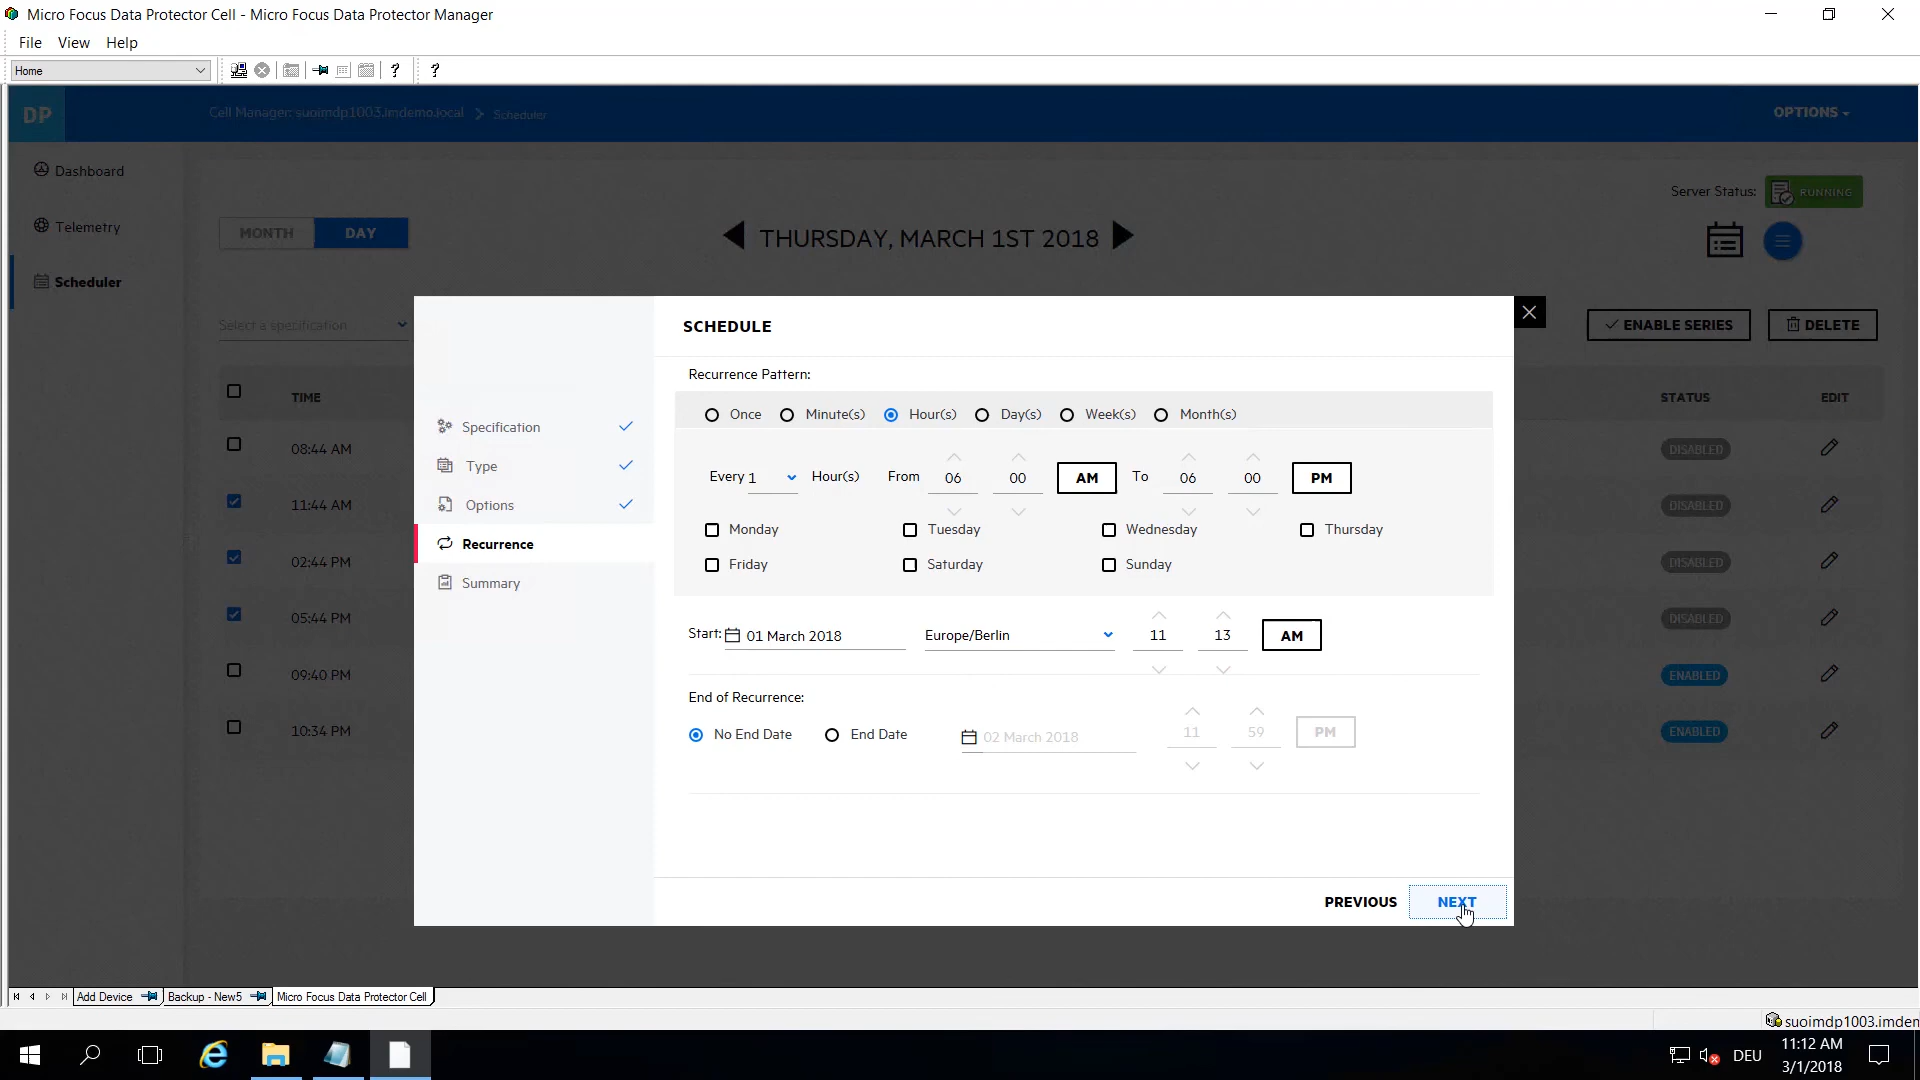 Micro Focus Data Protector Cell - Micro Focus Data Protector Manager
File View Help
Home ? ?
DP Cell Manager: suoimdp1003.imdemo.local > Scheduler OPTIONS
Dashboard
Telemetry
Scheduler
Server Status: RUNNING
MONTH DAY
THURSDAY, MARCH 1ST 2018
Select a specification
ENABLE SERIES DELETE
TIME STATUS EDIT
08:44 AM DISABLED
11:44 AM DISABLED
02:44 PM DISABLED
05:44 PM DISABLED
09:40 PM ENABLED
10:34 PM ENABLED
Specification
Type
Options
Recurrence
Summary
SCHEDULE
Recurrence Pattern:
Once Minute(s) Hour(s) Day(s) Week(s) Month(s)
Every 1 Hour(s) From 06 00 AM To 06 00 PM
Monday Tuesday Wednesday Thursday
Friday Saturday Sunday
Start: 01 March 2018 Europe/Berlin 11 13 AM
End of Recurrence:
No End Date End Date 02 March 2018 11 59 PM
PREVIOUS NEXT
Add Device Backup - New5 Micro Focus Data Protector Cell
suoimdp1003.imden
DEU 11:12 AM
3/1/2018